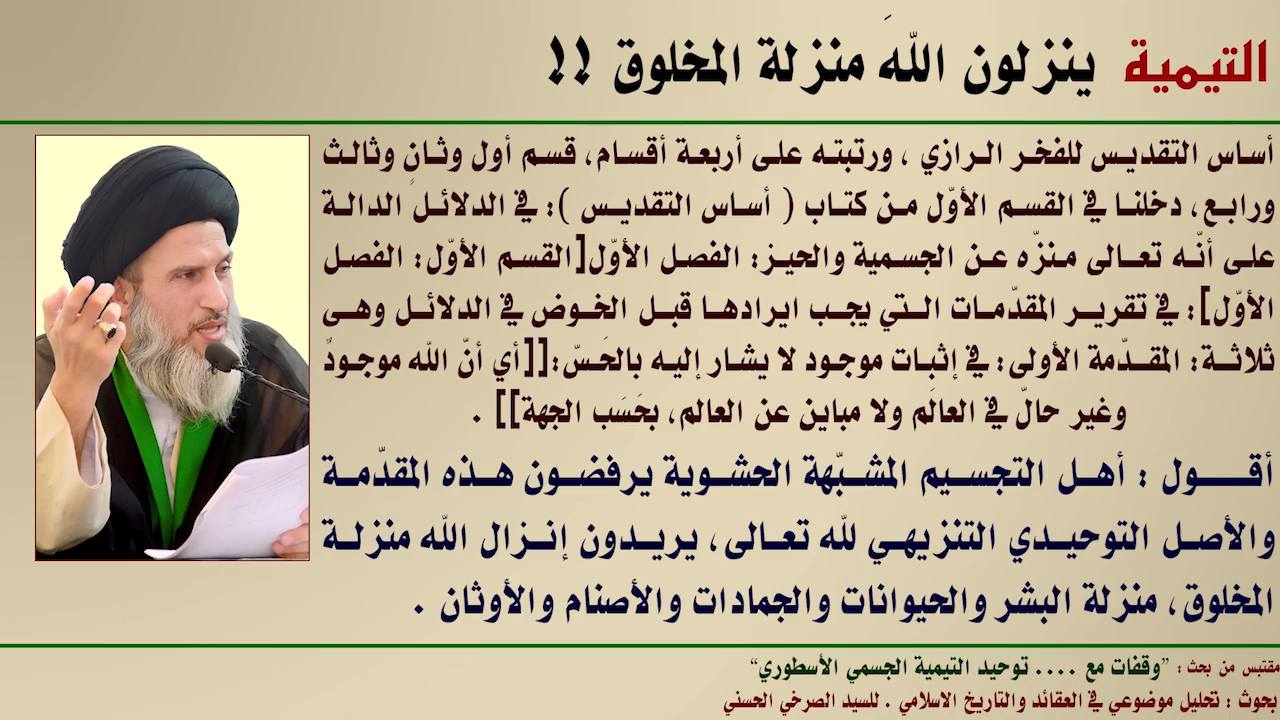 التيمية ينزلون اللهَ منزلة المخلوق !!
أساس التقديس للفخر الرازي ، ورتبته على أربعة أقسام، قسم أول وثانٍ وثالث
ورابع، دخلنا في القسم الأوّل من كتاب ( أساس التقديس ): في الدلائل الدالة
على أنّه تعالى منزّه عن الجسمية والحيز: الفصل الأوّل[القسم الأوّل: الفصل
الأوّل]: في تقرير المقدّمات التي يجب ايرادها قبل الخوض في الدلائل وهى
ثلاثة: المقدّمة الأولى: في إثبات موجود لا يشار إليه بالحَسّ:[[أي أنّ الله موجودٌ
وغير حالّ في العالَم ولا مباين عن العالم، بحَسَب الجهة]] .
أقول : أهل التجسيم المشبّهة الحشوية يرفضون هذه المقدّمة
والأصل التوحيدي التنزيهي لله تعالى، يريدون إنزال الله منزلة
المخلوق، منزلة البشر والحيوانات والجمادات والأصنام والأوثان .
مقتبس من بحث : "وقفات مع .... توحيد التيمية الجسمي الأسطوري"
بحوث : تحليل موضوعي في العقائد والتاريخ الاسلامي . للسيد الصرخي الحسني